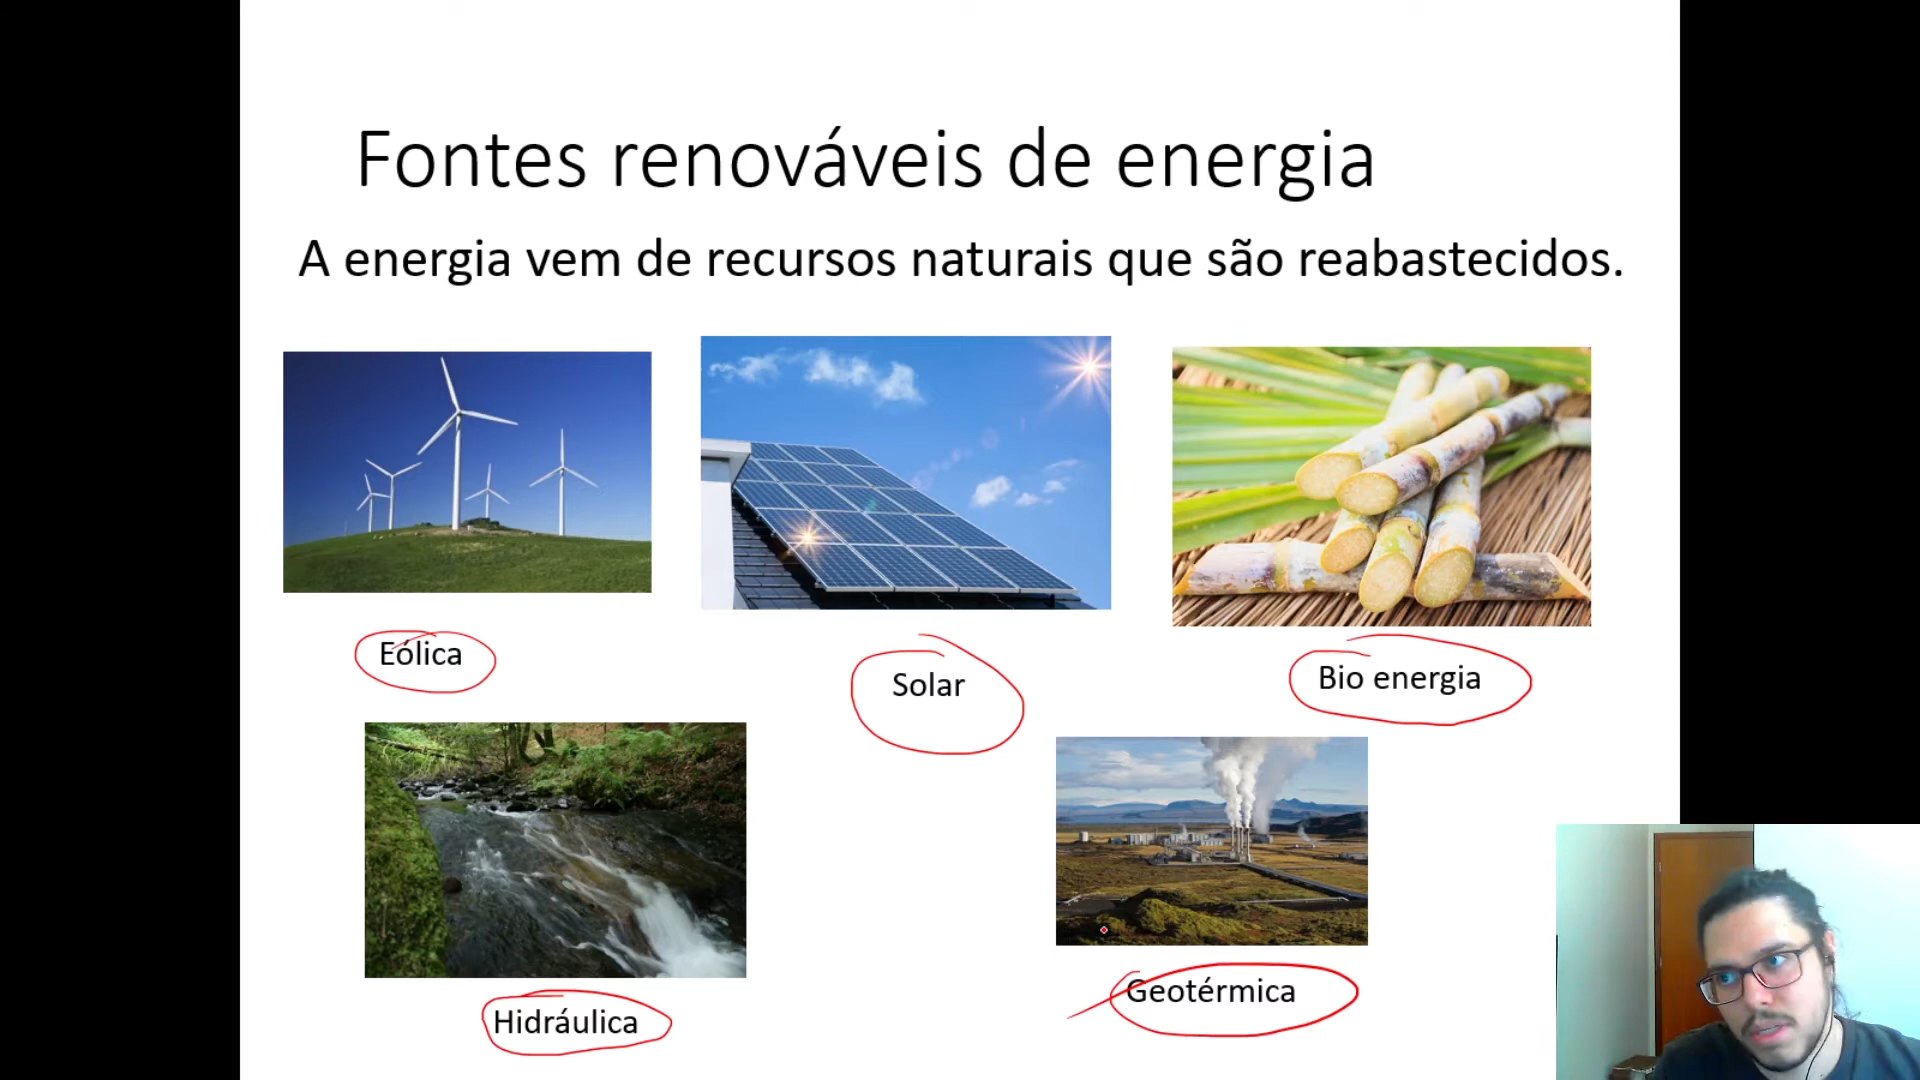 Fontes renováveis de energia
A energia vem de recursos naturais que são reabastecidos.
Eólica
Solar
Bio energia
Hidráulica
Geotérmica